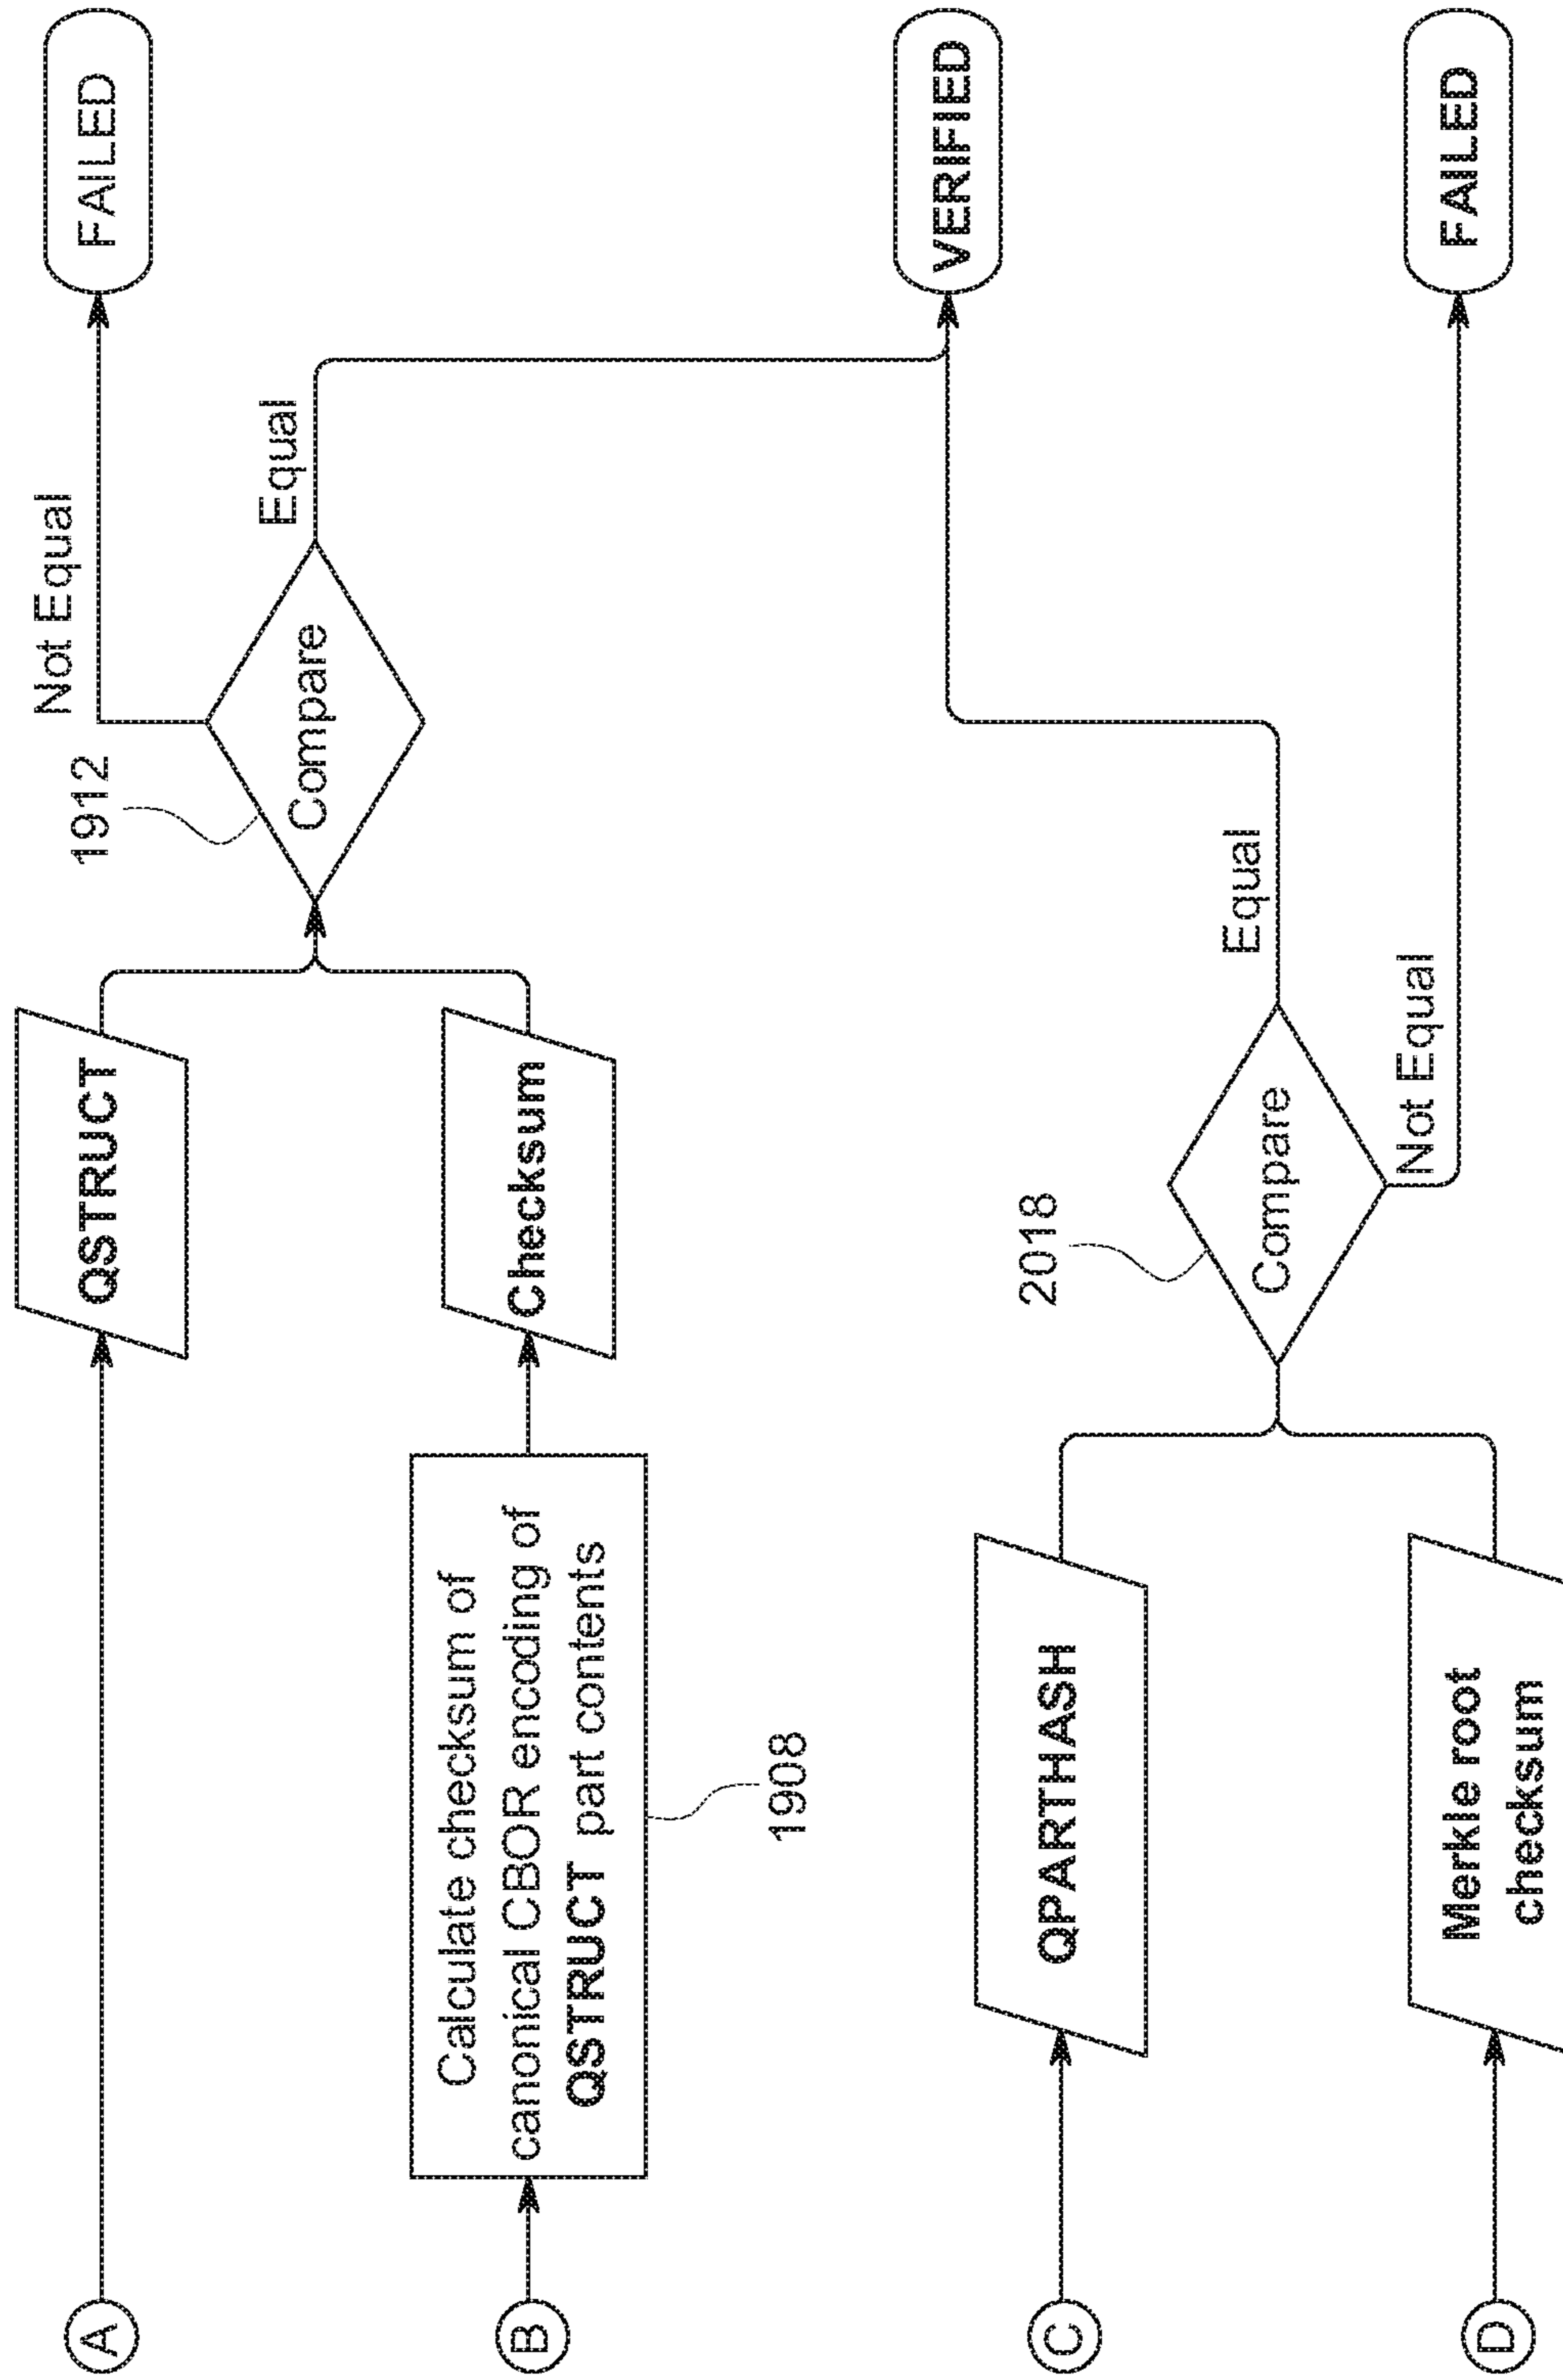 A
QSTRUCT
1912
Not Equal
FAILED
Compare
Equal
B
Calculate checksum of
canonical CBOR encoding of
QSTRUCT part contents
1908
Checksum
VERIFIED
C
QPARTHASH
2018
Compare
Equal
Not Equal
FAILED
D
Merkle root
checksum